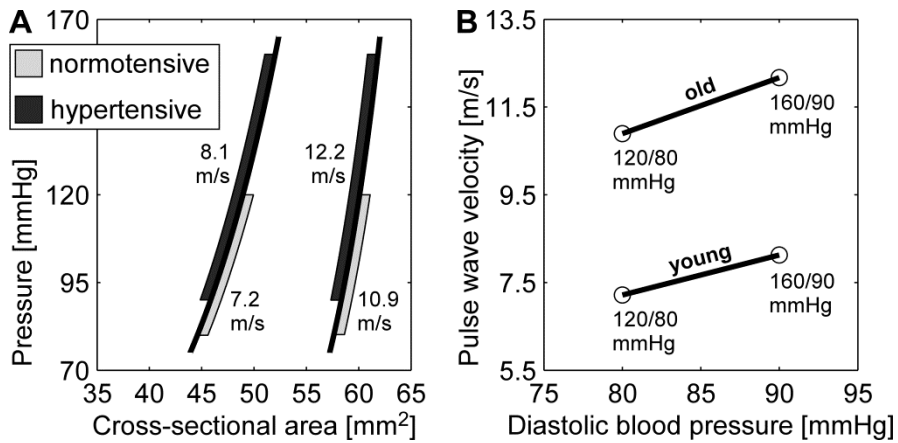 A
170
normotensive
hypertensive
8.1
m/s
12.2
m/s
120
95
7.2
m/s
10.9
m/s
70
35 40 45 50 55 60 65
Pressure [mmHg]
Cross-sectional area [mm²]
B
13.5
old
160/90
mmHg
11.5
120/80
mmHg
9.5
young
7.5
160/90
mmHg
120/80
mmHg
5.5
75 80 85 90 95
Pulse wave velocity [m/s]
Diastolic blood pressure [mmHg]